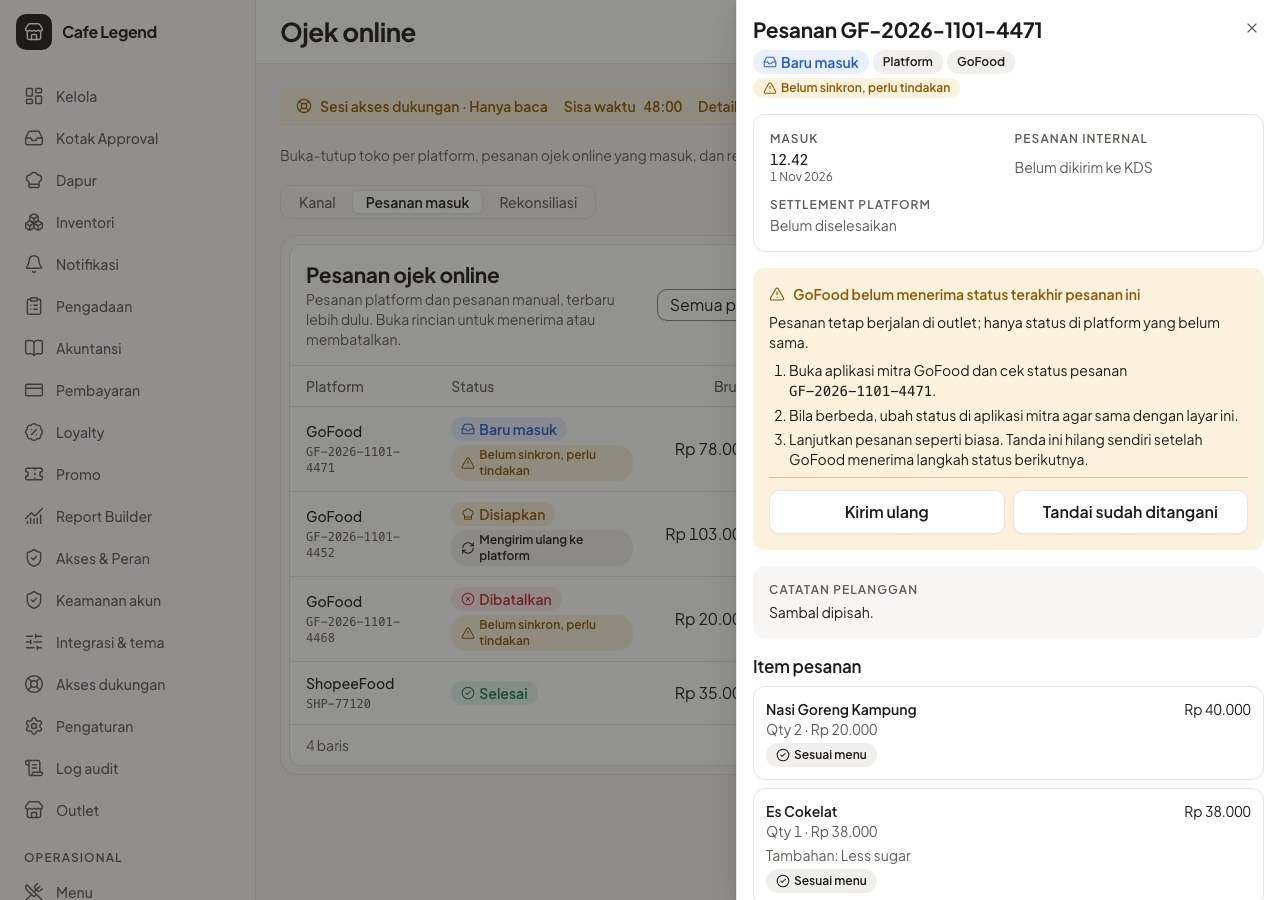 Cafe Legend
Kelola
Kotak Approval
Dapur
Inventori
Notifikasi
Pengadaan
Akuntansi
Pembayaran
Loyalty
Promo
Report Builder
Akses & Peran
Keamanan akun
Integrasi & tema
Akses dukungan
Pengaturan
Log audit
Outlet
OPERASIONAL
Menu
Ojek online
Sesi akses dukungan · Hanya baca Sisa waktu 48:00 Detail
Buka-tutup toko per platform, pesanan ojek online yang masuk, dan
Kanal Pesanan masuk Rekonsiliasi
Pesanan ojek online
Pesanan platform dan pesanan manual, terbaru
lebih dulu. Buka rincian untuk menerima atau
membatalkan.
Semua
Platform Status
GoFood
GF-2026-1101-
4471
Baru masuk
Belum sinkron, perlu
tindakan
Rp 78.00
GoFood
GF-2026-1101-
4452
Disiapkan
Mengirim ulang ke
platform
Rp 103.00
GoFood
GF-2026-1101-
4468
Dibatalkan
Belum sinkron, perlu
tindakan
Rp 20.00
ShopeeFood
SHP-77120
Selesai
Rp 35.00
4 baris
Pesanan GF-2026-1101-4471
Baru masuk Platform GoFood
Belum sinkron, perlu tindakan
MASUK
12.42
1 Nov 2026
PESANAN INTERNAL
Belum dikirim ke KDS
SETTLEMENT PLATFORM
Belum diselesaikan
GoFood belum menerima status terakhir pesanan ini
Pesanan tetap berjalan di outlet; hanya status di platform yang belum
sama.
1. Buka aplikasi mitra GoFood dan cek status pesanan
GF-2026-1101-4471.
2. Bila berbeda, ubah status di aplikasi mitra agar sama dengan layar ini.
3. Lanjutkan pesanan seperti biasa. Tanda ini hilang sendiri setelah
GoFood menerima langkah status berikutnya.
Kirim ulang Tandai sudah ditangani
CATATAN PELANGGAN
Sambal dipisah.
Item pesanan
Nasi Goreng Kampung Rp 40.000
Qty 2 · Rp 20.000
Sesuai menu
Es Cokelat Rp 38.000
Qty 1 · Rp 38.000
Tambahan: Less sugar
Sesuai menu